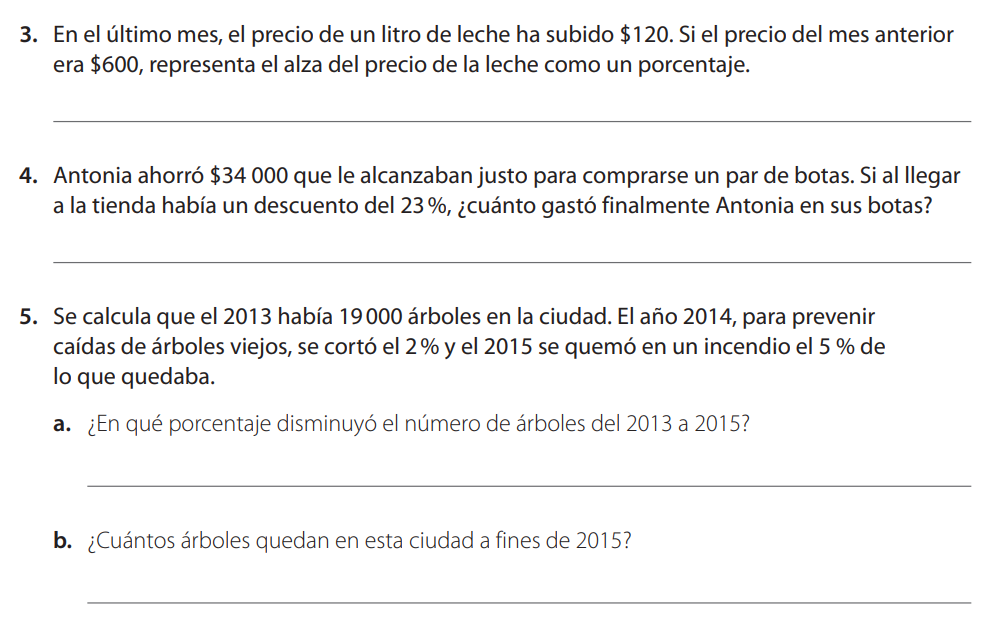 3. En el último mes, el precio de un litro de leche ha subido $120. Si el precio del mes anterior
era $600, representa el alza del precio de la leche como un porcentaje.
4. Antonia ahorró $34 000 que le alcanzaban justo para comprarse un par de botas. Si al llegar
a la tienda había un descuento del 23 %, ¿cuánto gastó finalmente Antonia en sus botas?
5. Se calcula que el 2013 había 19 000 árboles en la ciudad. El año 2014, para prevenir
caídas de árboles viejos, se cortó el 2 % y el 2015 se quemó en un incendio el 5 % de
lo que quedaba.
a. ¿En qué porcentaje disminuyó el número de árboles del 2013 a 2015?
b. ¿Cuántos árboles quedan en esta ciudad a fines de 2015?